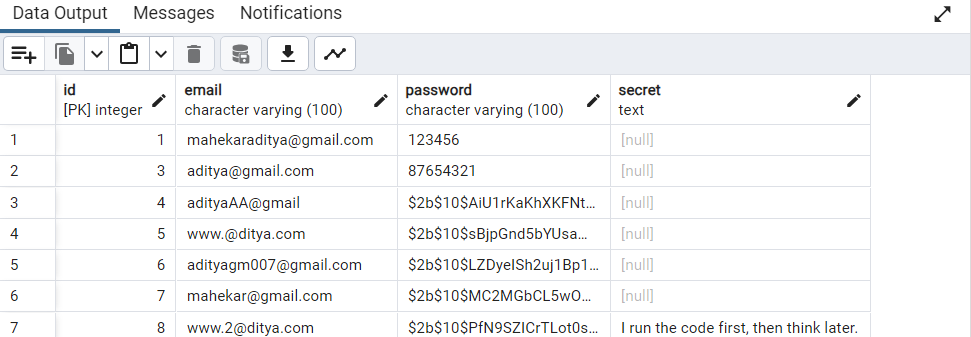 Data Output Messages Notifications
id email password secret
[PK] integer character varying (100) character varying (100) text
1 1 mahekaraditya@gmail.com 123456 [null]
2 3 aditya@gmail.com 87654321 [null]
3 4 adityaAA@gmail $2b$10$AiU1rKaKhXKFNt... [null]
4 5 www.@ditya.com $2b$10$sBjpGnd5bYUsa... [null]
5 6 adityagm007@gmail.com $2b$10$LZDyeISh2uj1Bp1... [null]
6 7 mahekar@gmail.com $2b$10$MC2MGbCL5wO... [null]
7 8 www.2@ditya.com $2b$10$PfN9SZICrTLot0s... I run the code first, then think later.